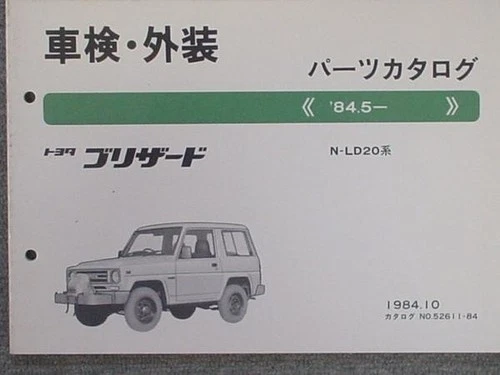 車検・外装
パーツカタログ
《 '84.5— 》
トヨタ ブリザード
N-LD20系
1984.10
カタログ NO.52611-84